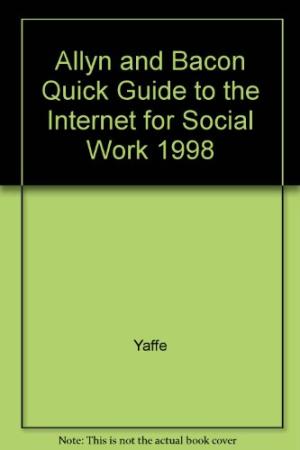 Allyn and Bacon
Quick Guide to the
Internet for Social
Work 1998
Yaffe
Note: This is not the actual book cover